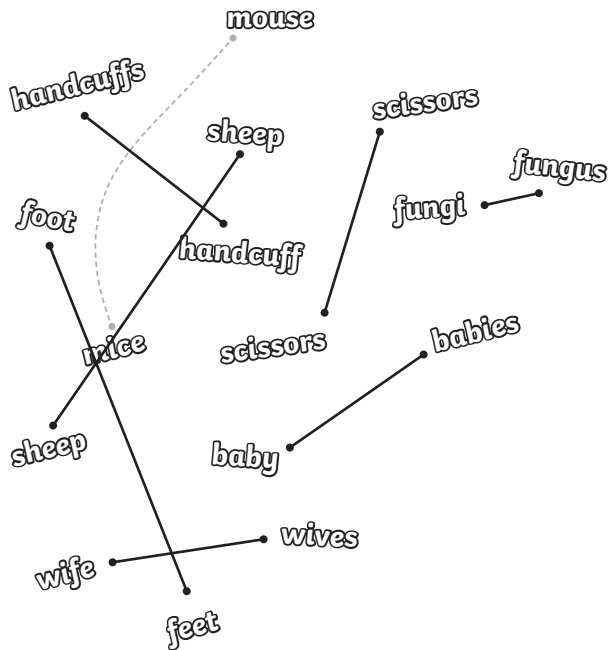 mouse
handcuffs
scissors
sheep
fungus
fungi
foot
handcuff
mice
scissors
babies
sheep
baby
wives
wife
feet